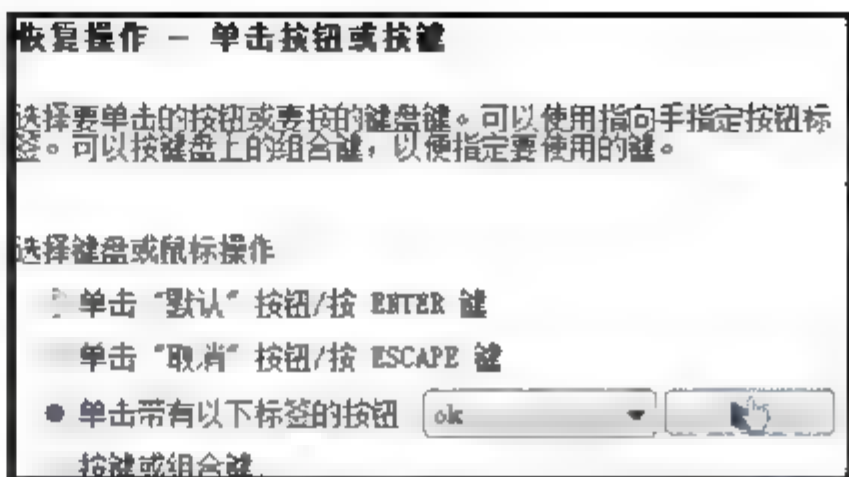 恢复操作 - 单击按钮或按键
选择要单击的按钮或要按的键盘键。可以使用指向手指定按钮标
签。可以按键盘上的组合键，以便指定要使用的键。
选择键盘或鼠标操作
单击 "默认" 按钮/按 ENTER 键
单击 "取消" 按钮/按 ESCAPE 键
单击带有以下标签的按钮 ok
按键或组合键